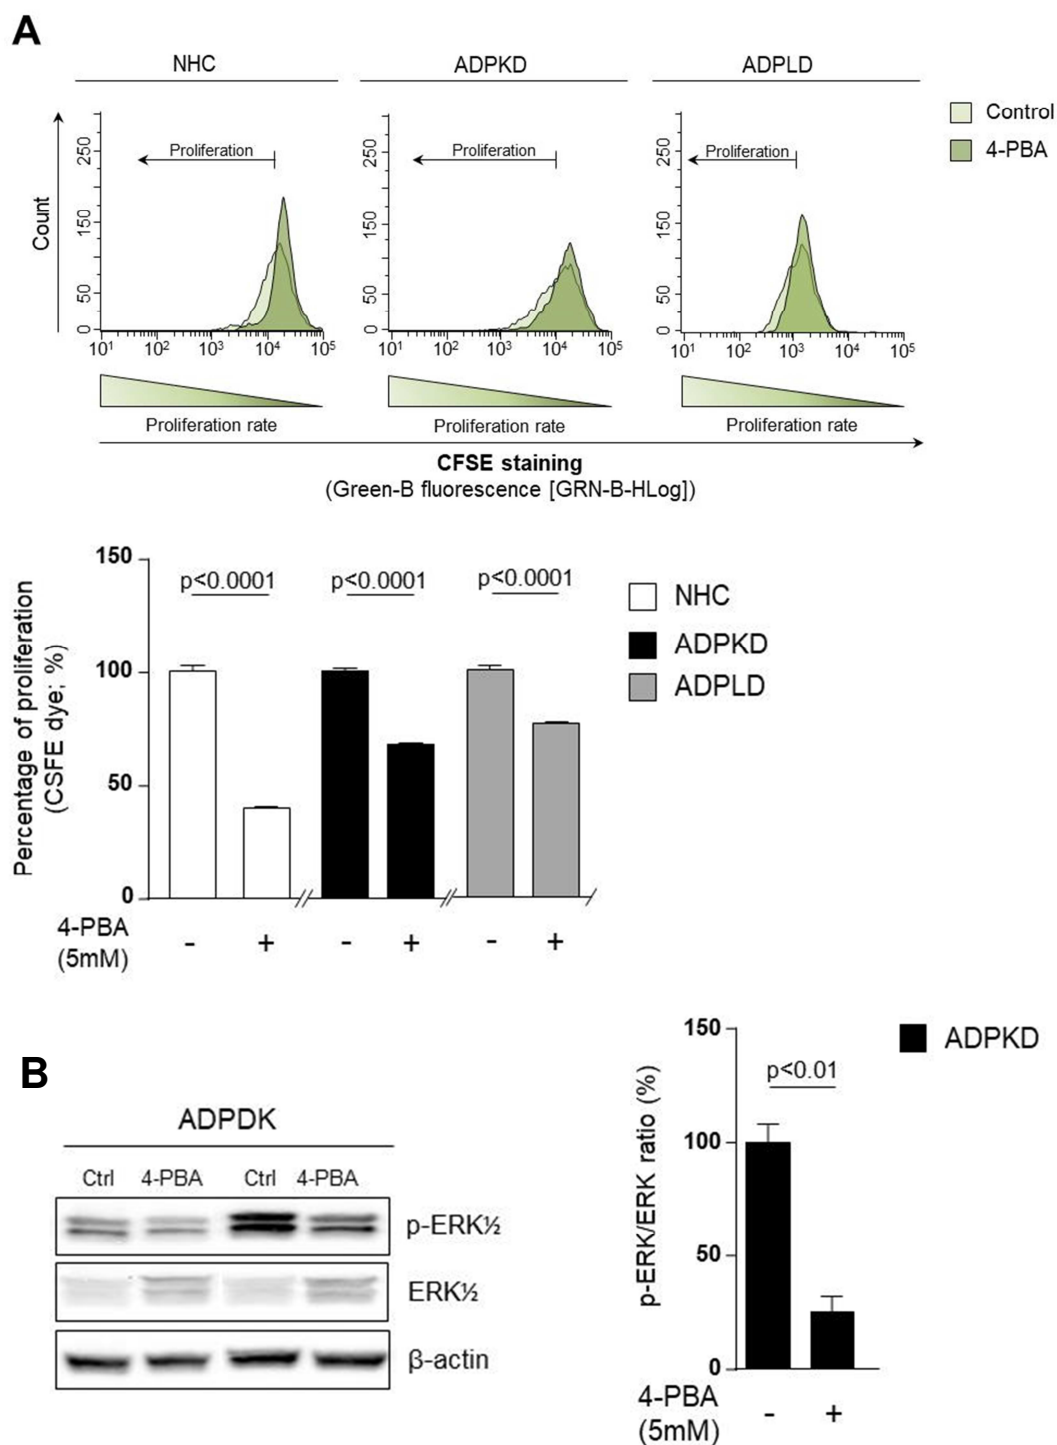 A
NHC
ADPKD
ADPLD
Control
4-PBA
Count
250
150
50
0
Proliferation
10¹ 10² 10³ 10⁴ 10⁵
250
150
50
0
Proliferation
10¹ 10² 10³ 10⁴ 10⁵
250
150
50
0
Proliferation
10¹ 10² 10³ 10⁴ 10⁵
Proliferation rate
Proliferation rate
Proliferation rate
CFSE staining
(Green-B fluorescence [GRN-B-HLog])
Percentage of proliferation
(CSFE dye; %)
150
100
50
0
p<0.0001
p<0.0001
p<0.0001
NHC
ADPKD
ADPLD
4-PBA
(5mM)
- + - + - +
B
ADPDK
Ctrl 4-PBA Ctrl 4-PBA
p-ERK½
ERK½
β-actin
p-ERK/ERK ratio (%)
150
100
50
0
p<0.01
ADPKD
4-PBA
(5mM)
- +